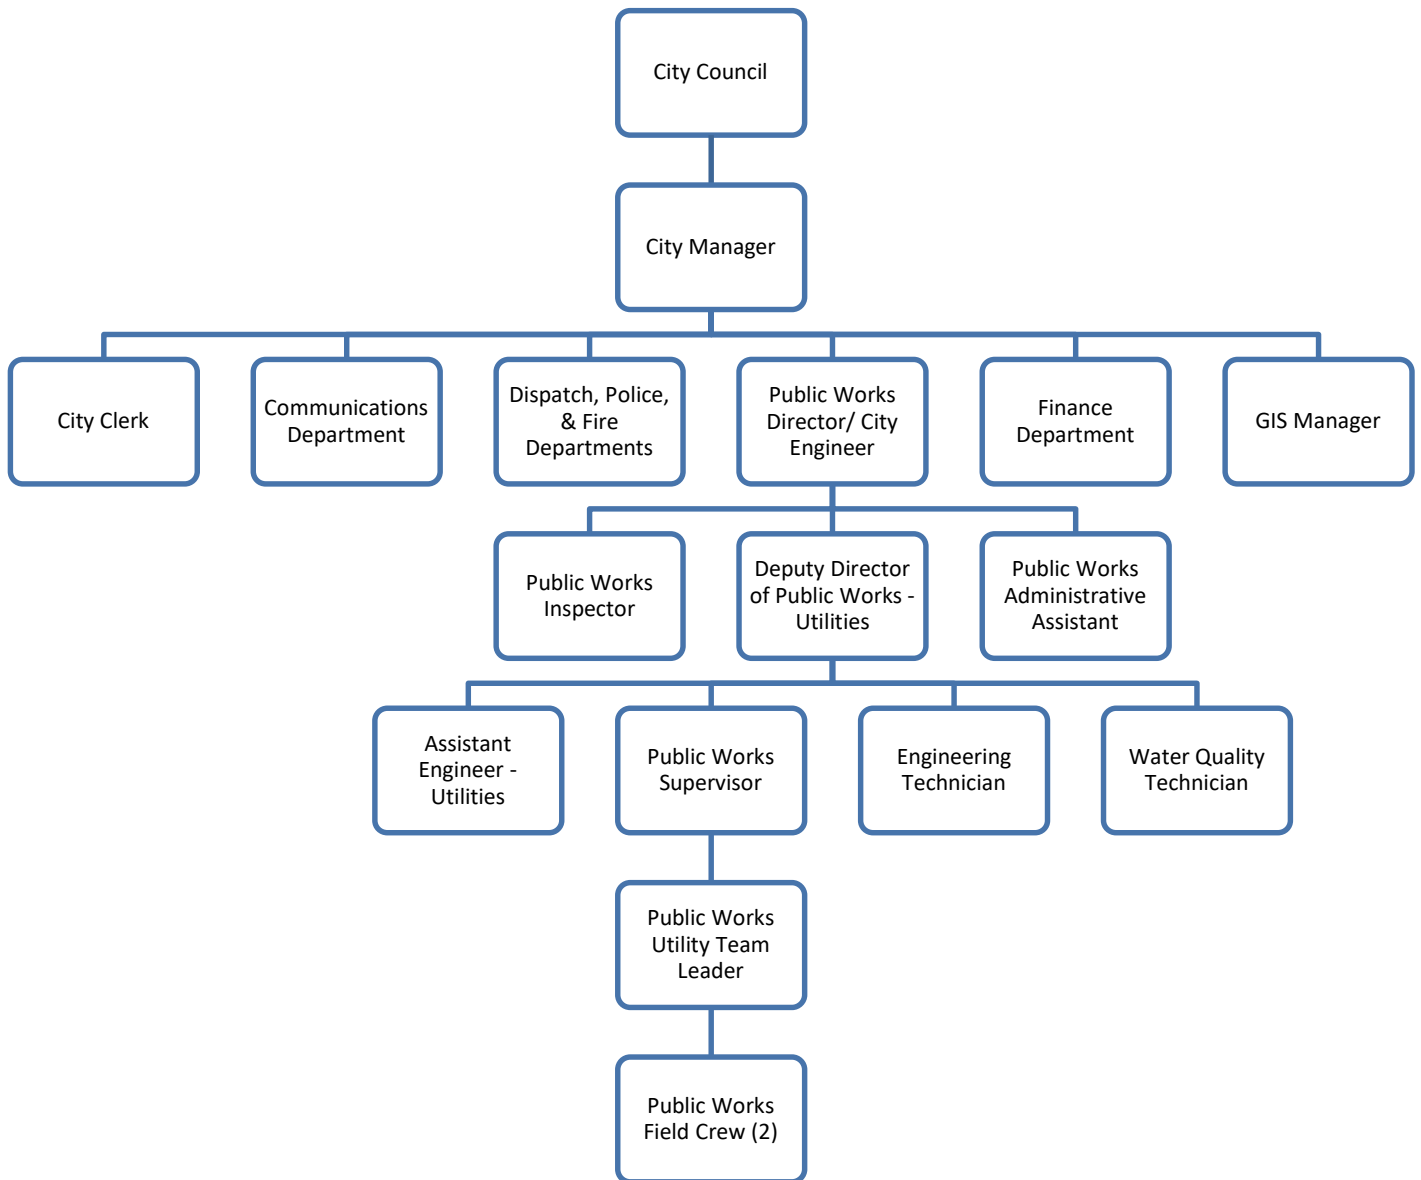 City Council
City Manager
City Clerk
Communications
Department
Dispatch, Police,
& Fire
Departments
Public Works
Director/ City
Engineer
Finance
Department
GIS Manager
Public Works
Inspector
Deputy Director
of Public Works -
Utilities
Public Works
Administrative
Assistant
Assistant
Engineer -
Utilities
Public Works
Supervisor
Engineering
Technician
Water Quality
Technician
Public Works
Utility Team
Leader
Public Works
Field Crew (2)